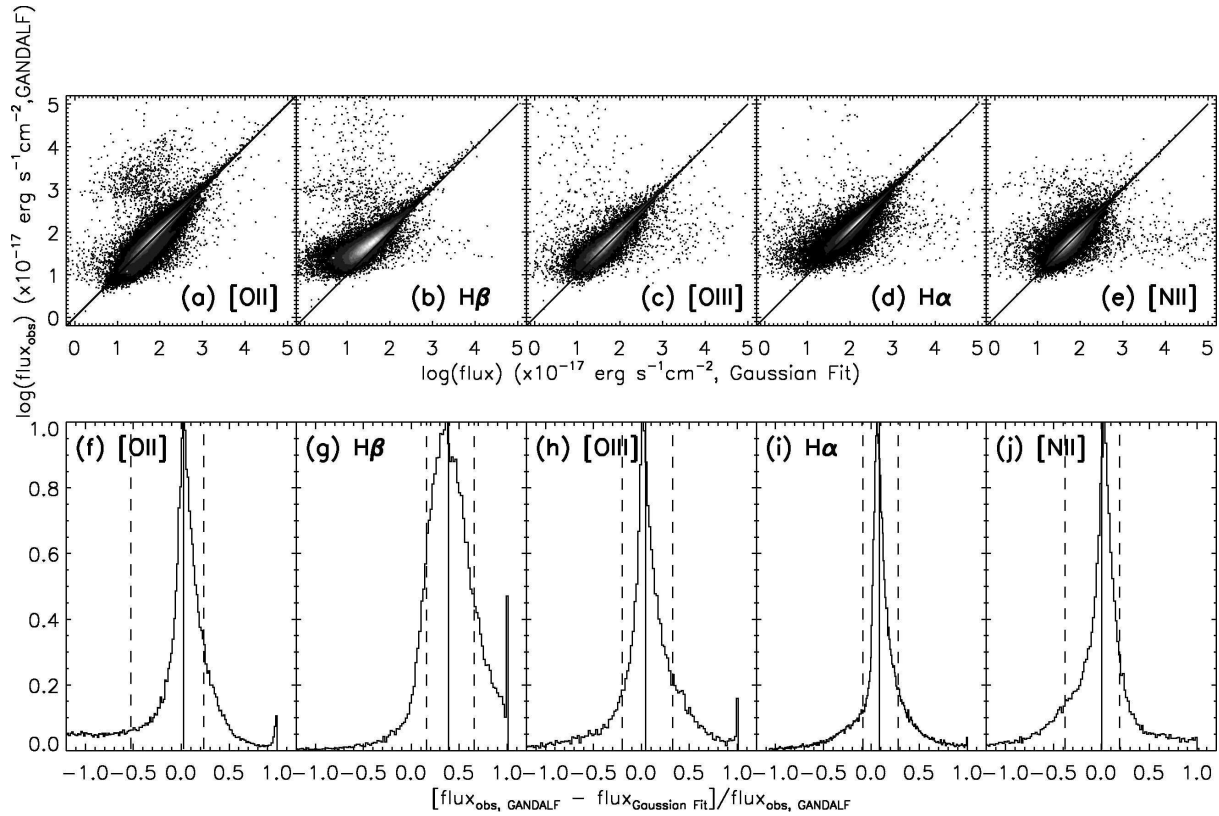 log(flux_obs) (x10^-17 erg s^-1cm^-2, GANDALF)
5
4
3
2
1
0
(a) [OII]
(b) Hβ
(c) [OIII]
(d) Hα
(e) [NII]
0 1 2 3 4 5 0 1 2 3 4 5 0 1 2 3 4 5 0 1 2 3 4 5 0 1 2 3 4 5
log(flux) (x10^-17 erg s^-1cm^-2, Gaussian Fit)
(f) [OII]
(g) Hβ
(h) [OIII]
(i) Hα
(j) [NII]
1.0
0.8
0.6
0.4
0.2
0.0
-1.0 -0.5 0.0 0.5 1.0 -1.0 -0.5 0.0 0.5 1.0 -1.0 -0.5 0.0 0.5 1.0 -1.0 -0.5 0.0 0.5 1.0 -1.0 -0.5 0.0 0.5 1.0
[flux_obs, GANDALF - flux_Gaussian Fit]/flux_obs, GANDALF